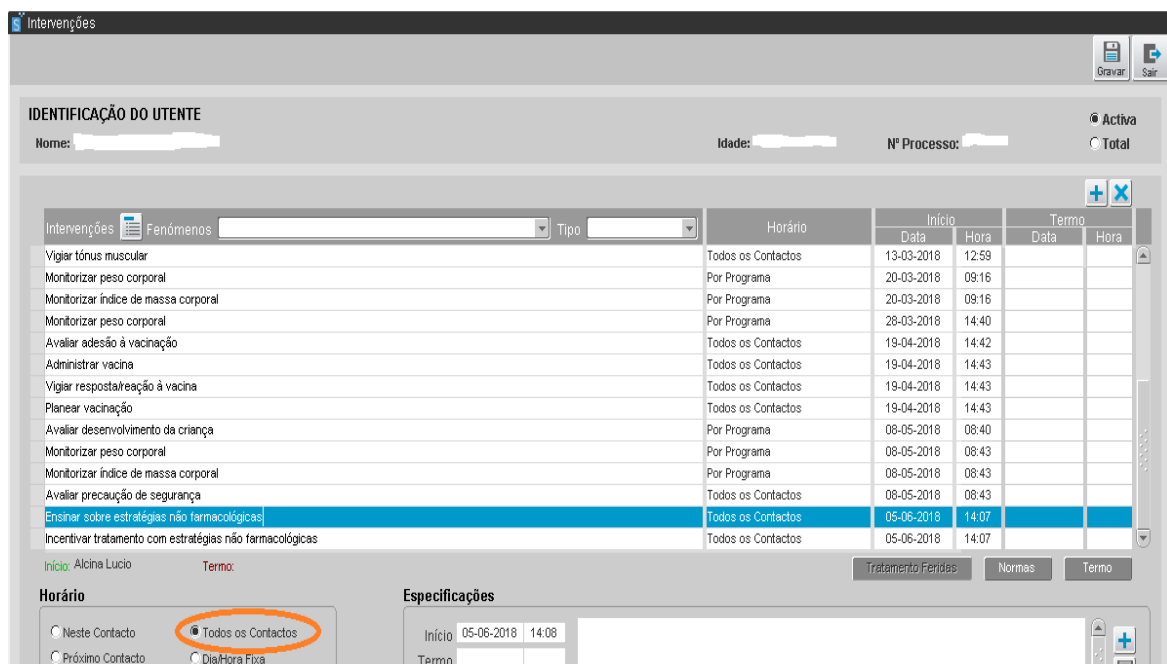 Intervenções
Gravar Sair
IDENTIFICAÇÃO DO UTENTE
Activa
Nome: Idade: Nº Processo: Total
Intervenções Fenómenos Tipo Horário Início Termo
Data Hora Data Hora
Vigiar tónus muscular Todos os Contactos 13-03-2018 12:59
Monitorizar peso corporal Por Programa 20-03-2018 09:16
Monitorizar índice de massa corporal Por Programa 20-03-2018 09:16
Monitorizar peso corporal Por Programa 28-03-2018 14:40
Avaliar adesão à vacinação Todos os Contactos 19-04-2018 14:42
Administrar vacina Todos os Contactos 19-04-2018 14:43
Vigiar resposta/reação à vacina Todos os Contactos 19-04-2018 14:43
Planear vacinação Todos os Contactos 19-04-2018 14:43
Avaliar desenvolvimento da criança Por Programa 08-05-2018 08:40
Monitorizar peso corporal Por Programa 08-05-2018 08:43
Monitorizar índice de massa corporal Por Programa 08-05-2018 08:43
Avaliar precaução de segurança Todos os Contactos 08-05-2018 08:43
Ensinar sobre estratégias não farmacológicas Todos os Contactos 05-06-2018 14:07
Incentivar tratamento com estratégias não farmacológicas Todos os Contactos 05-06-2018 14:07
Início: Alcina Lucio Termo: Tratamento Feridas Normas Termo
Horário Especificações
Neste Contacto Todos os Contactos Início 05-06-2018 14:08
Próximo Contacto Dia/Hora Fixa Termo